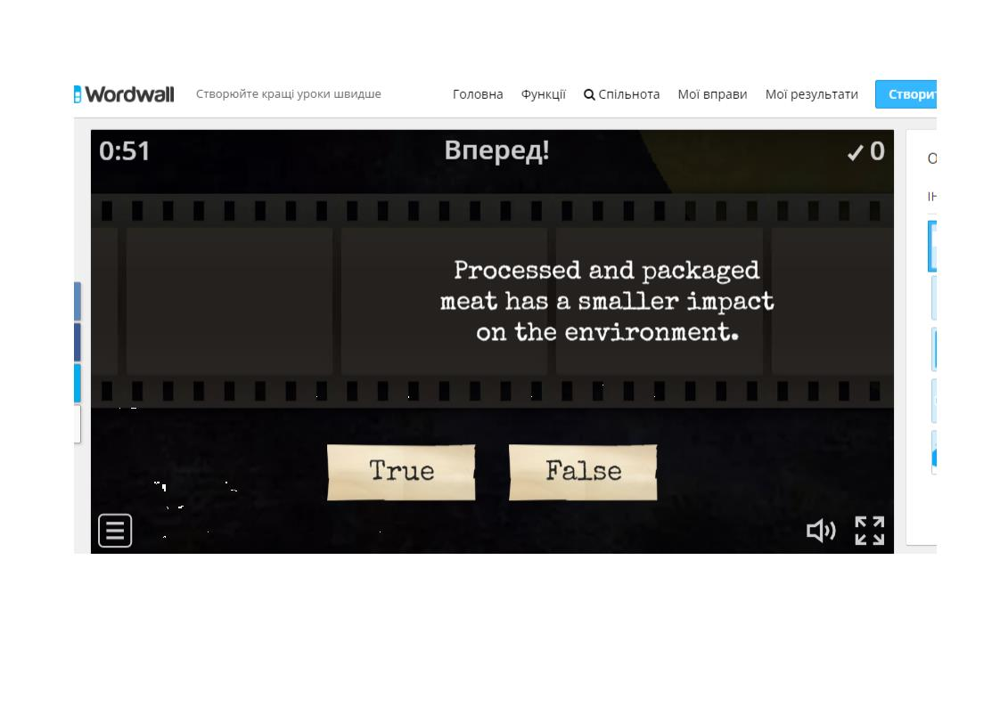 Wordwall
Створюйте кращі уроки швидше
Головна
Функції
Спільнота
Мої вправи
Мої результати
0:51
Вперед!
0
Processed and packaged
meat has a smaller impact
on the environment.
True
False